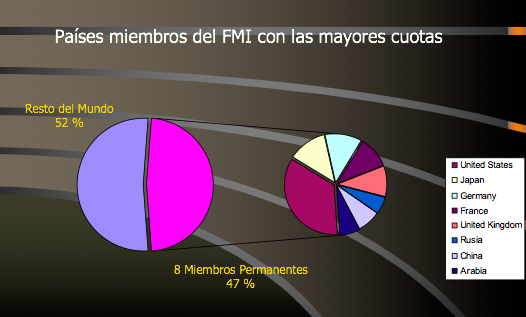 Países miembros del FMI con las mayores cuotas
Resto del Mundo
52 %
8 Miembros Permanentes
47 %
United States
Japan
Germany
France
United Kingdom
Rusia
China
Arabia